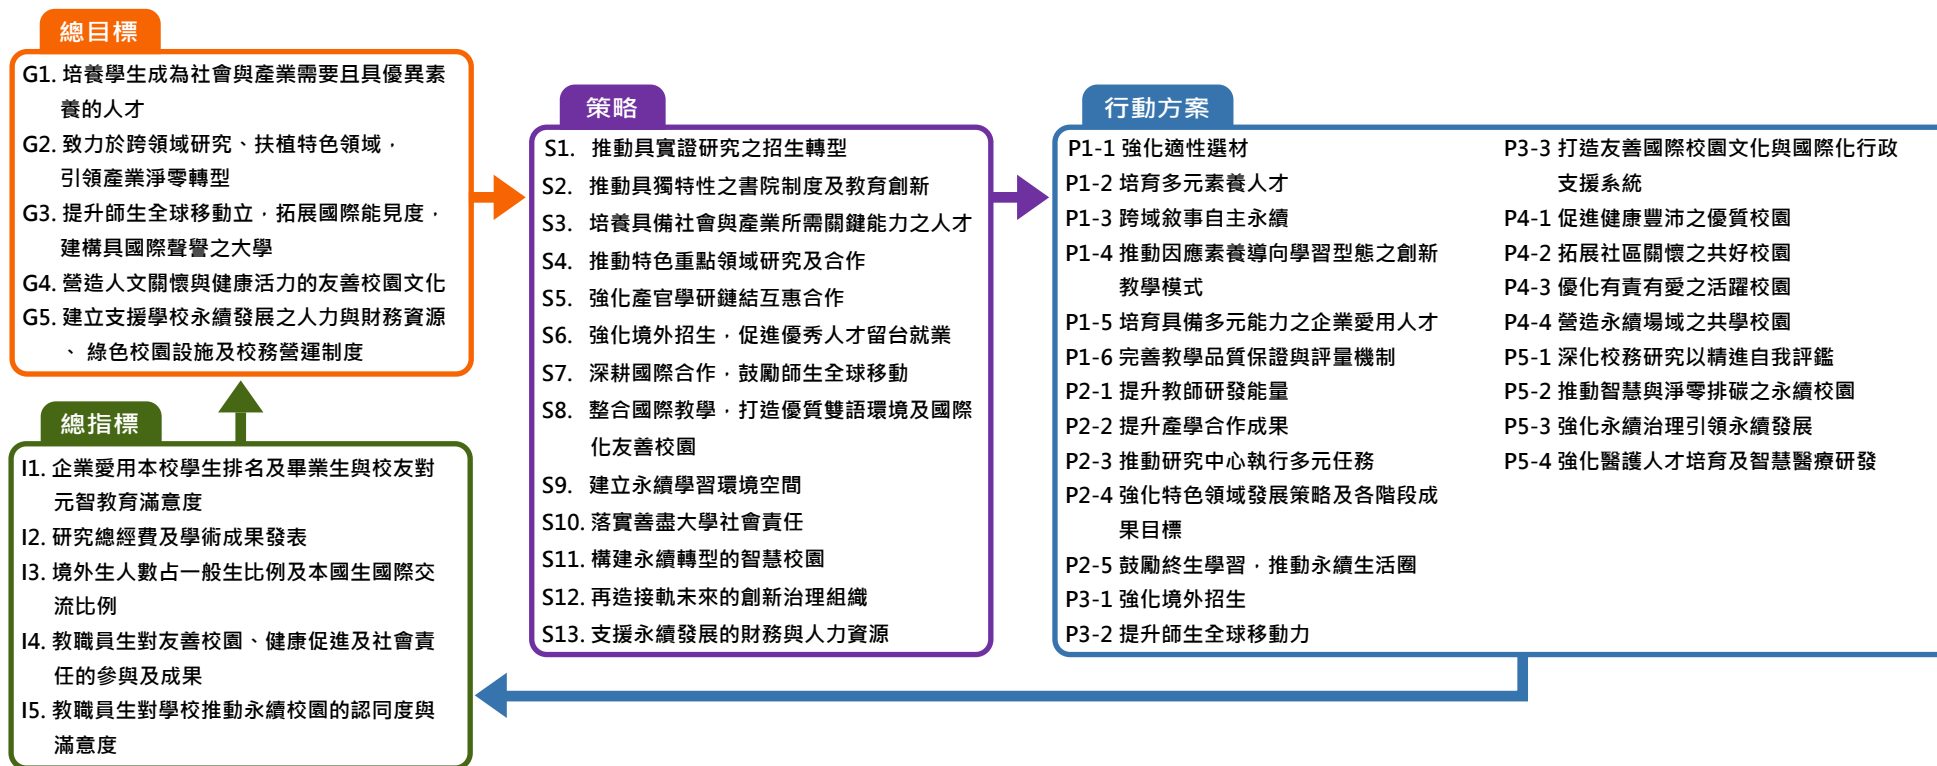 總目標
G1. 培養學生成為社會與產業需要且具優異素
養的人才
G2. 致力於跨領域研究、扶植特色領域，
引領產業淨零轉型
G3. 提升師生全球移動立，拓展國際能見度，
建構具國際聲譽之大學
G4. 營造人文關懷與健康活力的友善校園文化
G5. 建立支援學校永續發展之人力與財務資源
、 綠色校園設施及校務營運制度
總指標
I1. 企業愛用本校學生排名及畢業生與校友對
元智教育滿意度
I2. 研究總經費及學術成果發表
I3. 境外生人數占一般生比例及本國生國際交
流比例
I4. 教職員生對友善校園、健康促進及社會責
任的參與及成果
I5. 教職員生對學校推動永續校園的認同度與
滿意度
策略
S1. 推動具實證研究之招生轉型
S2. 推動具獨特性之書院制度及教育創新
S3. 培養具備社會與產業所需關鍵能力之人才
S4. 推動特色重點領域研究及合作
S5. 強化產官學研鏈結互惠合作
S6. 強化境外招生，促進優秀人才留台就業
S7. 深耕國際合作，鼓勵師生全球移動
S8. 整合國際教學，打造優質雙語環境及國際
化友善校園
S9. 建立永續學習環境空間
S10. 落實善盡大學社會責任
S11. 構建永續轉型的智慧校園
S12. 再造接軌未來的創新治理組織
S13. 支援永續發展的財務與人力資源
行動方案
P1-1 強化適性選材
P1-2 培育多元素養人才
P1-3 跨域敘事自主永續
P1-4 推動因應素養導向學習型態之創新
教學模式
P1-5 培育具備多元能力之企業愛用人才
P1-6 完善教學品質保證與評量機制
P2-1 提升教師研發能量
P2-2 提升產學合作成果
P2-3 推動研究中心執行多元任務
P2-4 強化特色領域發展策略及各階段成
果目標
P2-5 鼓勵終生學習，推動永續生活圈
P3-1 強化境外招生
P3-2 提升師生全球移動力
P3-3 打造友善國際校園文化與國際化行政
支援系統
P4-1 促進健康豐沛之優質校園
P4-2 拓展社區關懷之共好校園
P4-3 優化有責有愛之活躍校園
P4-4 營造永續場域之共學校園
P5-1 深化校務研究以精進自我評鑑
P5-2 推動智慧與淨零排碳之永續校園
P5-3 強化永續治理引領永續發展
P5-4 強化醫護人才培育及智慧醫療研發